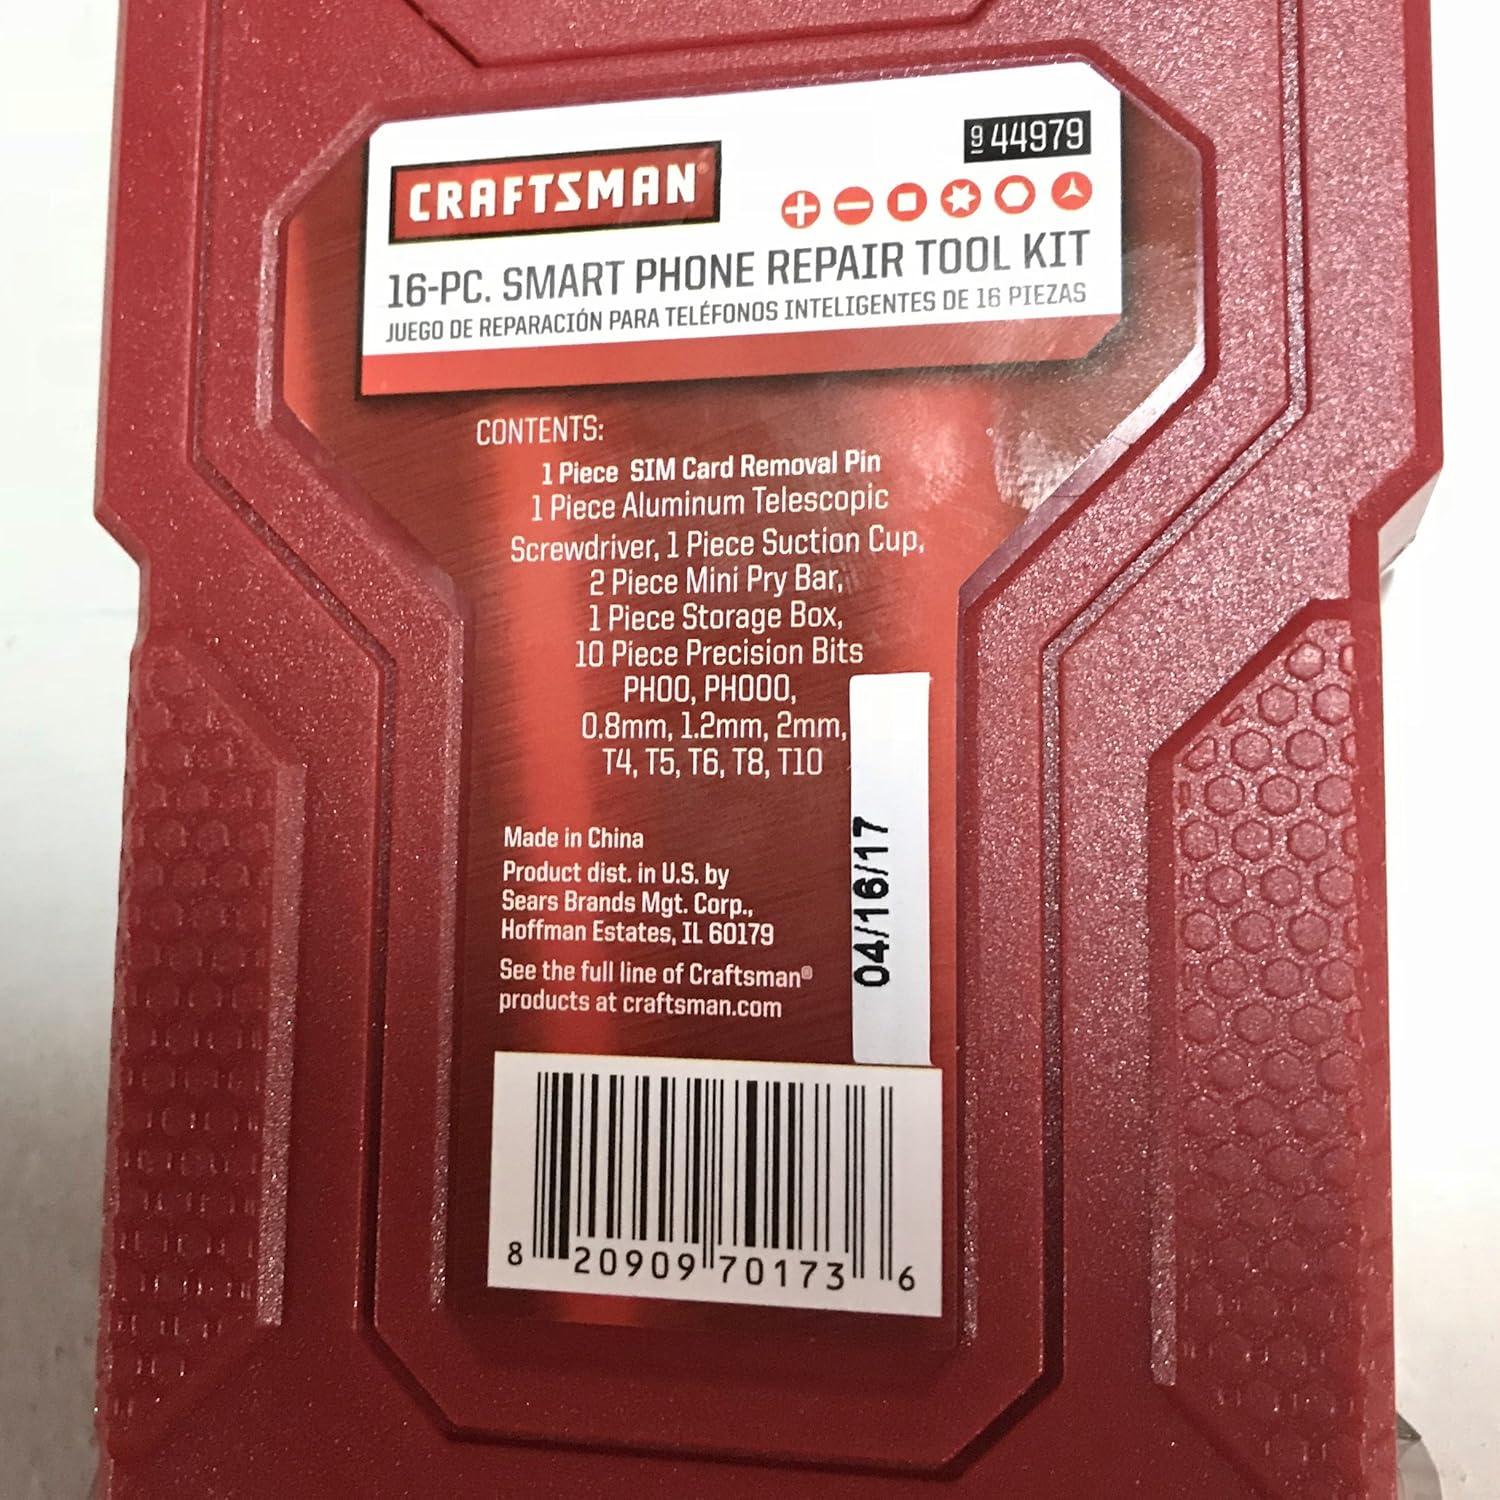 9 44979
CRAFTSMAN®
16-PC. SMART PHONE REPAIR TOOL KIT
JUEGO DE REPARACIÓN PARA TELÉFONOS INTELIGENTES DE 16 PIEZAS
CONTENTS:
1 Piece SIM Card Removal Pin
1 Piece Aluminum Telescopic
Screwdriver, 1 Piece Suction Cup,
2 Piece Mini Pry Bar,
1 Piece Storage Box,
10 Piece Precision Bits
PH00, PH000,
0.8mm, 1.2mm, 2mm,
T4, T5, T6, T8, T10
04/16/17
Made in China
Product dist. in U.S. by
Sears Brands Mgt. Corp.,
Hoffman Estates, IL 60179
See the full line of Craftsman®
products at craftsman.com
8 20909 70173 6